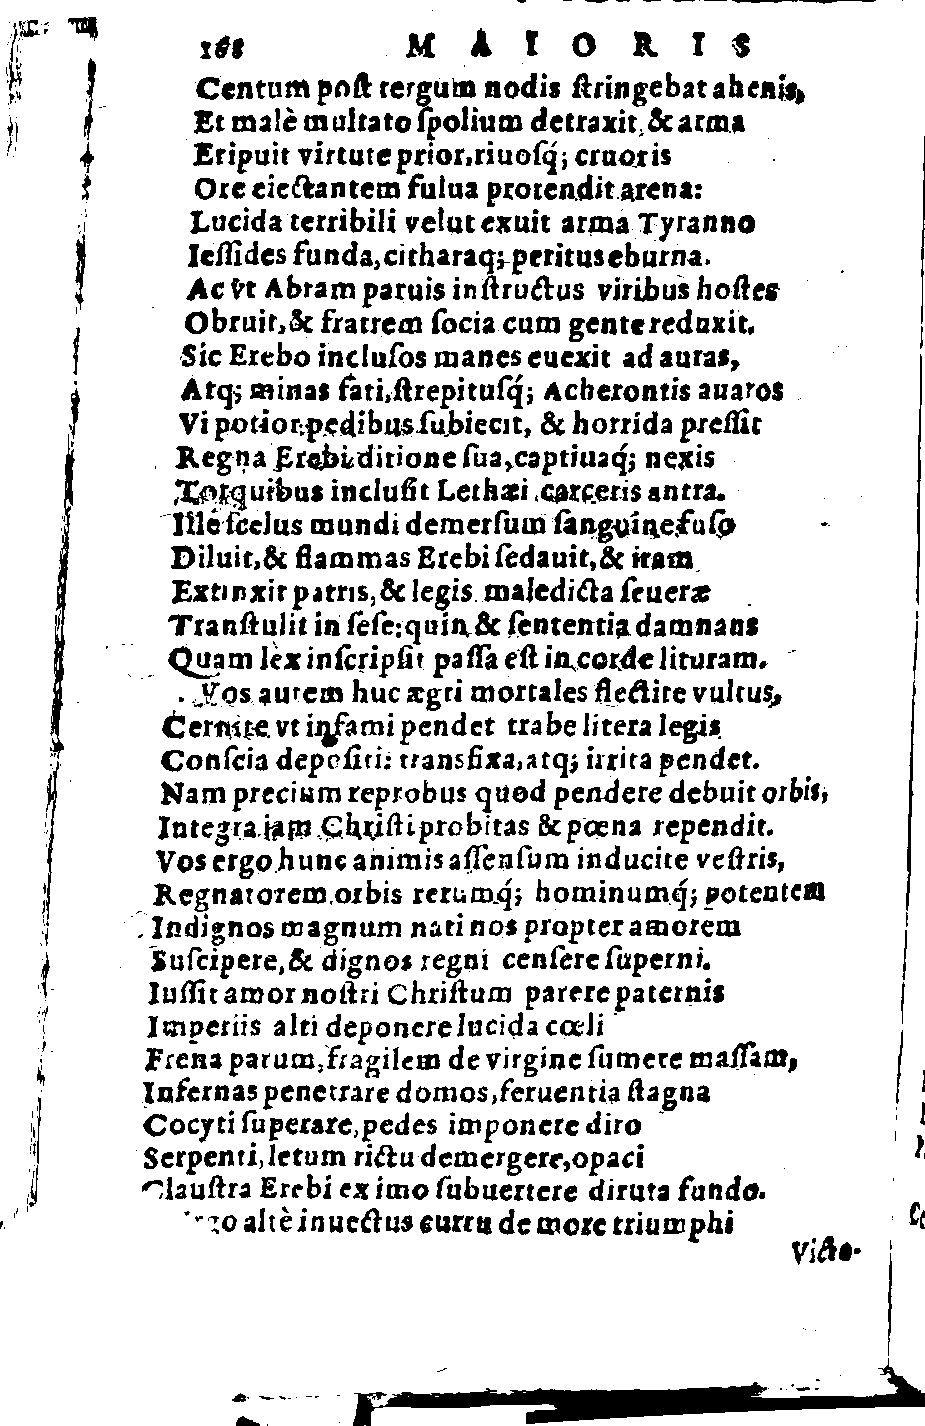 168 MAIORIS
Centum poſt tergum nodis ſtringebat ahenis,
Et malè multato ſpolium detraxit, & arma
Eripuit virtute prior, riuoſq́; cruoris
Ore eiectantem fulua protendit arena:
Lucida terribili velut exuit arma Tyranno
Ieſſides funda, citharaq; peritus eburna.
Ac vt Abram paruis inſtructus viribus hoſtes
Obruit, & fratrem ſocia cum gente reduxit.
Sic Erebo incluſos manes euexit ad auras,
Atq; minas fati, ſtrepituſq́; Acherontis auaros
Vi potior pedibus ſubiecit, & horrida preſſit
Regna Erebi ditione ſua, captiuaq́; nexis
Torquibus incluſit Lethæi carceris antra.
Ille ſcelus mundi demerſum ſanguine fuſo
Diluit, & flammas Erebi ſedauit, & iram
Extinxit patris, & legis maledicta ſeueræ
Tranſtulit in ſeſe: quin & ſententia damnans
Quam lex inſcripſit paſſa eſt in corde lituram.
Vos autem huc ægri mortales flectite vultus,
Cernite vt infami pendet trabe litera legis
Conſcia depoſiti: transfixa, atq; irrita pendet.
Nam precium reprobus quod pendere debuit orbis,
Integra iam Chriſti probitas & pœna rependit.
Vos ergo hunc animis aſſenſum inducite veſtris,
Regnatorem orbis rerumq́; hominumq́; potentem
Indignos magnum nati nos propter amorem
Suſcipere, & dignos regni cenſere ſuperni.
Iuſſit amor noſtri Chriſtum parere paternis
Imperiis alti deponere lucida cœli
Frena parum, fragilem de virgine ſumere maſſam,
Infernas penetrare domos, feruentia ſtagna
Cocyti ſuperare, pedes imponere diro
Serpenti, letum rictu demergere, opaci
Clauſtra Erebi ex imo ſubuertere diruta fundo.
Ergo altè inuectus curru de more triumphi
Victo-